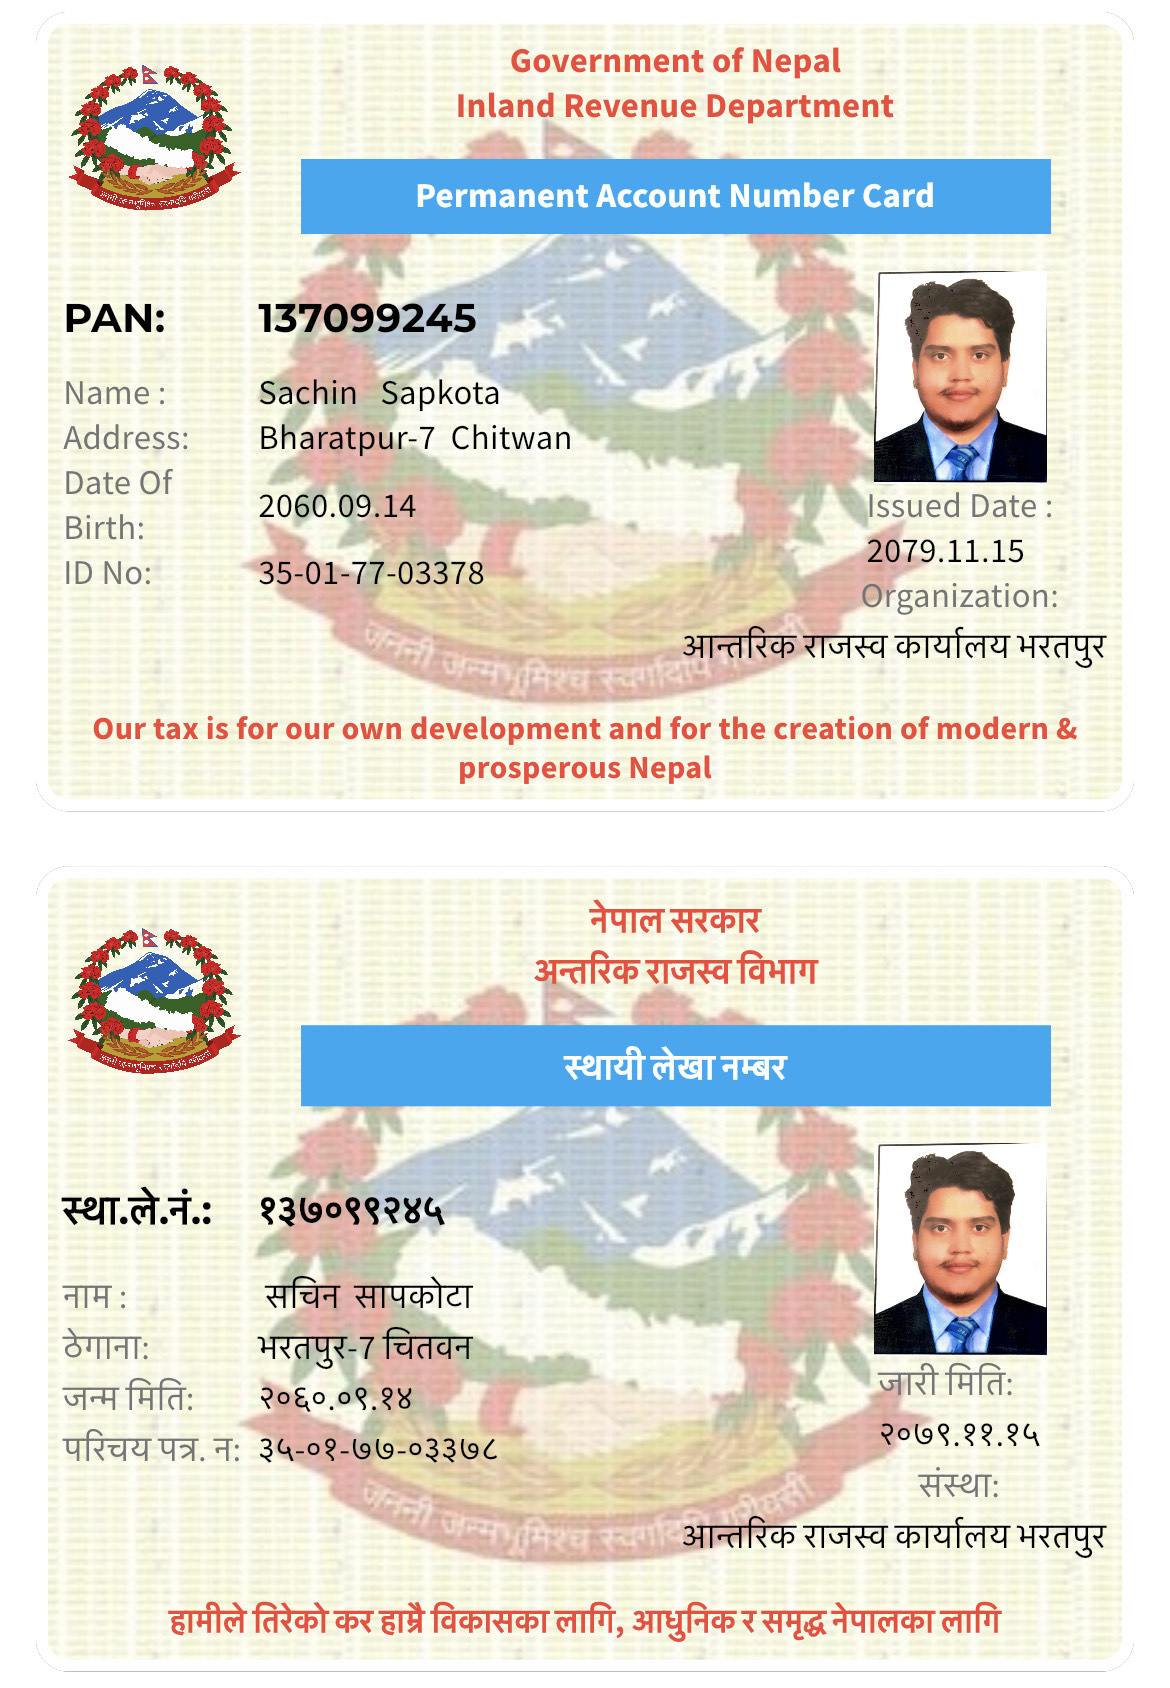 Government of Nepal
Inland Revenue Department
Permanent Account Number Card
PAN: 137099245
Name : Sachin Sapkota
Address: Bharatpur-7 Chitwan
Date Of Birth: 2060.09.14
ID No: 35-01-77-03378
Issued Date :
2079.11.15
Organization:
आन्तरिक राजस्व कार्यालय भरतपुर
जननी जन्मभूमिश्च स्वर्गादपि
Our tax is for our own development and for the creation of modern &
prosperous Nepal
नेपाल सरकार
अन्तरिक राजस्व विभाग
स्थायी लेखा नम्बर
स्था.ले.नं.: १३७०९९२४५
नाम : सचिन सापकोटा
ठेगाना: भरतपुर-7 चितवन
जन्म मिति: २०६०.०९.१४
परिचय पत्र. न: ३५-०१-७७-०३३७८
जारी मिति:
२०७९.११.१५
संस्था:
आन्तरिक राजस्व कार्यालय भरतपुर
जननी जन्मभूमिश्च स्वर्गादपि गरीयसी
हामीले तिरेको कर हाम्रै विकासका लागि, आधुनिक र समृद्ध नेपालका लागि